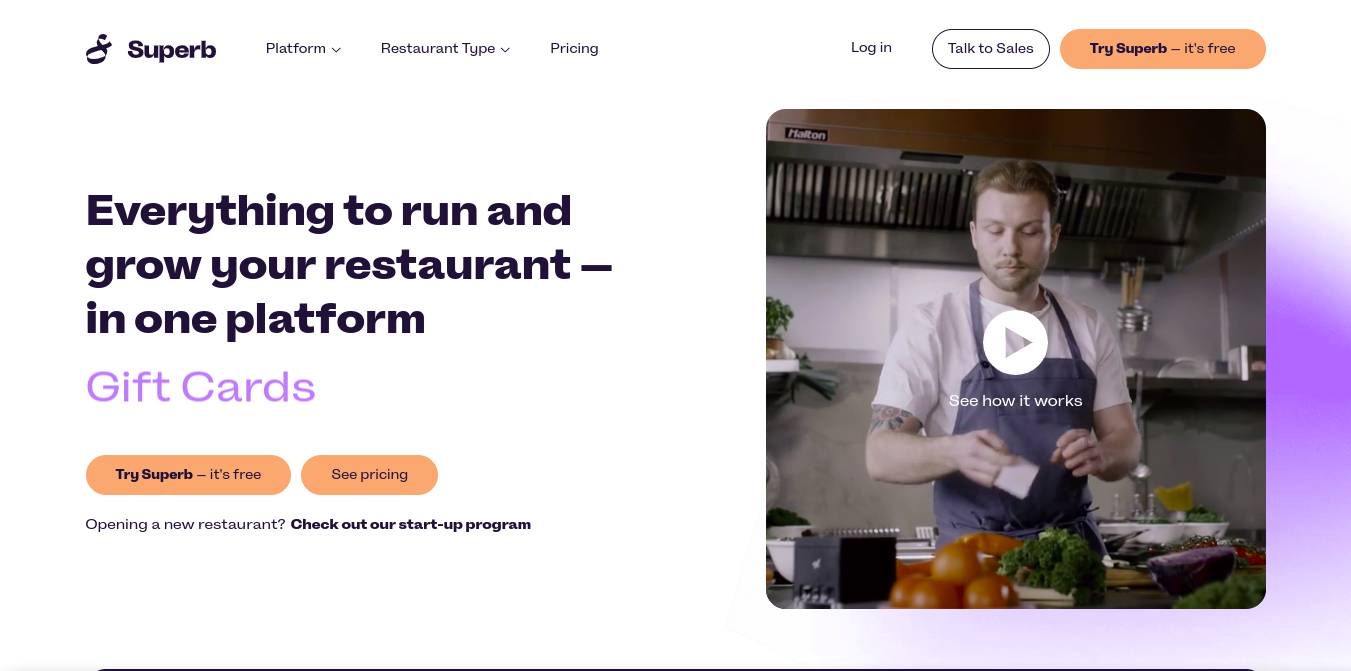 Superb
Platform
Restaurant Type
Pricing
Log in
Talk to Sales
Try Superb – it's free
Halton
Everything to run and
grow your restaurant –
in one platform
Gift Cards
See how it works
Try Superb – it's free
See pricing
Opening a new restaurant? Check out our start-up program